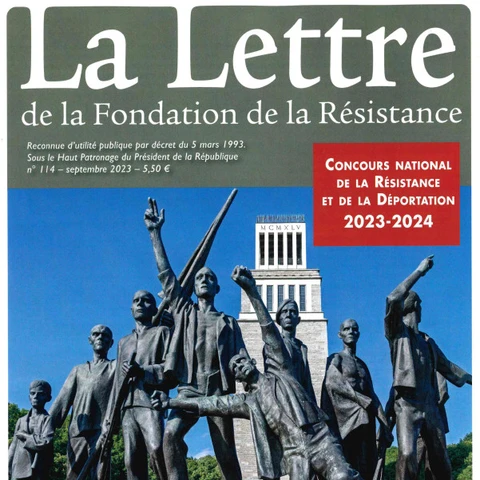 La Lettre
de la Fondation de la Résistance
Reconnue d'utilité publique par décret du 5 mars 1993.
Sous le Haut Patronage du Président de la République
n° 114 – septembre 2023 – 5,50 €
CONCOURS NATIONAL
DE LA RÉSISTANCE
ET DE LA DÉPORTATION
2023-2024
MCMXLV